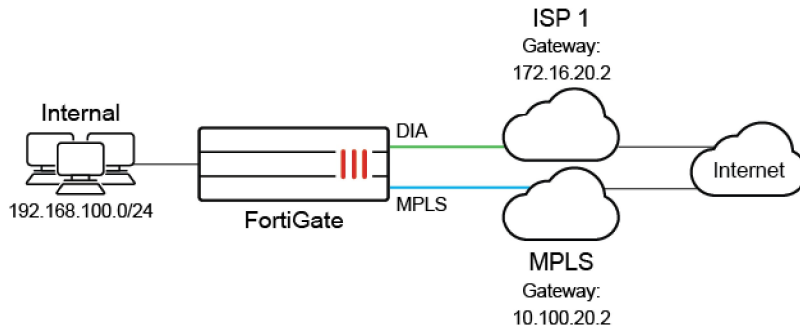 Internal
192.168.100.0/24
FortiGate
DIA
MPLS
ISP 1
Gateway:
172.16.20.2
MPLS
Gateway:
10.100.20.2
Internet